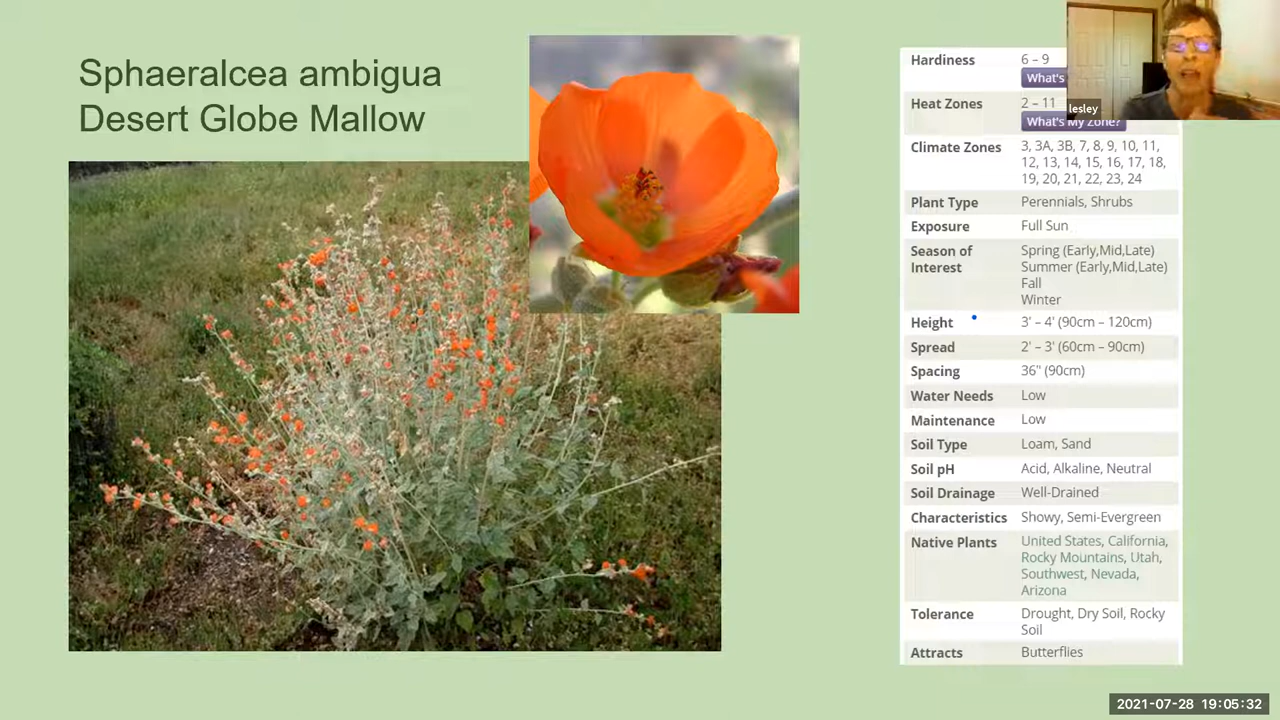 Sphaeralcea ambigua
Desert Globe Mallow
Hardiness 6 – 9
What's
Heat Zones 2 – 11
What's My Zone?
lesley
Climate Zones 3, 3A, 3B, 7, 8, 9, 10, 11,
12, 13, 14, 15, 16, 17, 18,
19, 20, 21, 22, 23, 24
Plant Type Perennials, Shrubs
Exposure Full Sun
Season of Interest Spring (Early,Mid,Late)
Summer (Early,Mid,Late)
Fall
Winter
Height 3' – 4' (90cm – 120cm)
Spread 2' – 3' (60cm – 90cm)
Spacing 36" (90cm)
Water Needs Low
Maintenance Low
Soil Type Loam, Sand
Soil pH Acid, Alkaline, Neutral
Soil Drainage Well-Drained
Characteristics Showy, Semi-Evergreen
Native Plants United States, California,
Rocky Mountains, Utah,
Southwest, Nevada,
Arizona
Tolerance Drought, Dry Soil, Rocky
Soil
Attracts Butterflies
2021-07-28 19:05:32